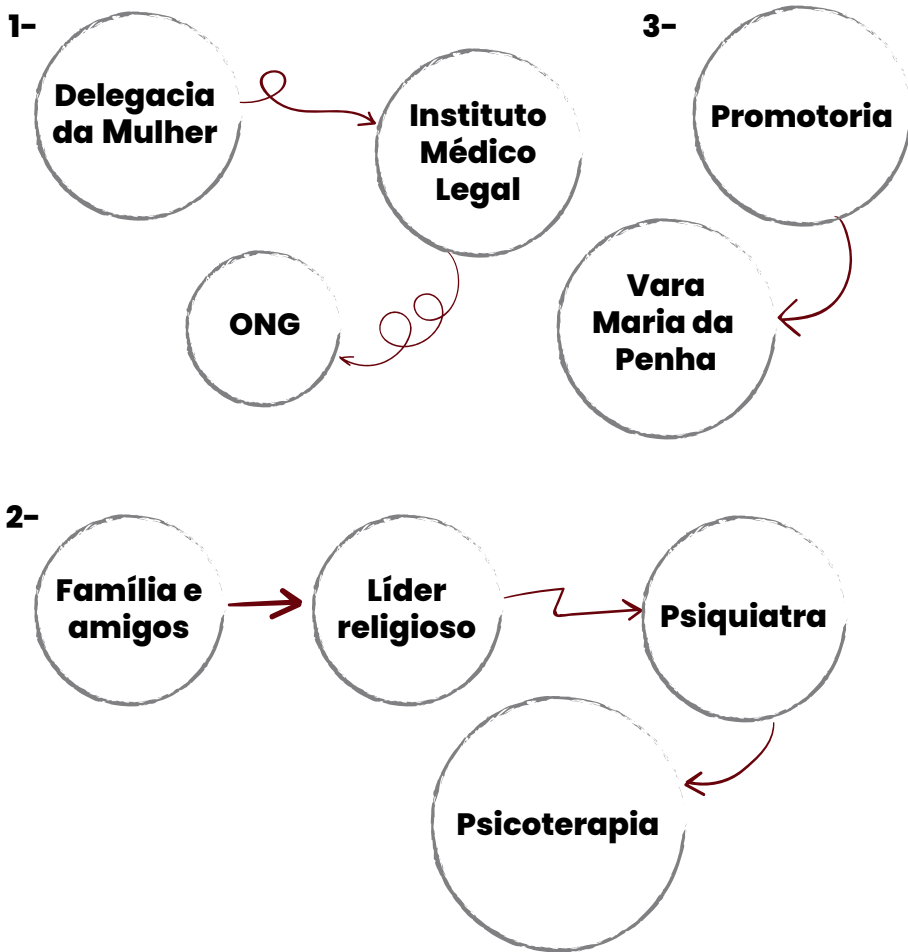 1-
Delegacia
da Mulher
Instituto
Médico
Legal
ONG
3-
Promotoria
Vara
Maria da
Penha
2-
Família e
amigos
Líder
religioso
Psiquiatra
Psicoterapia